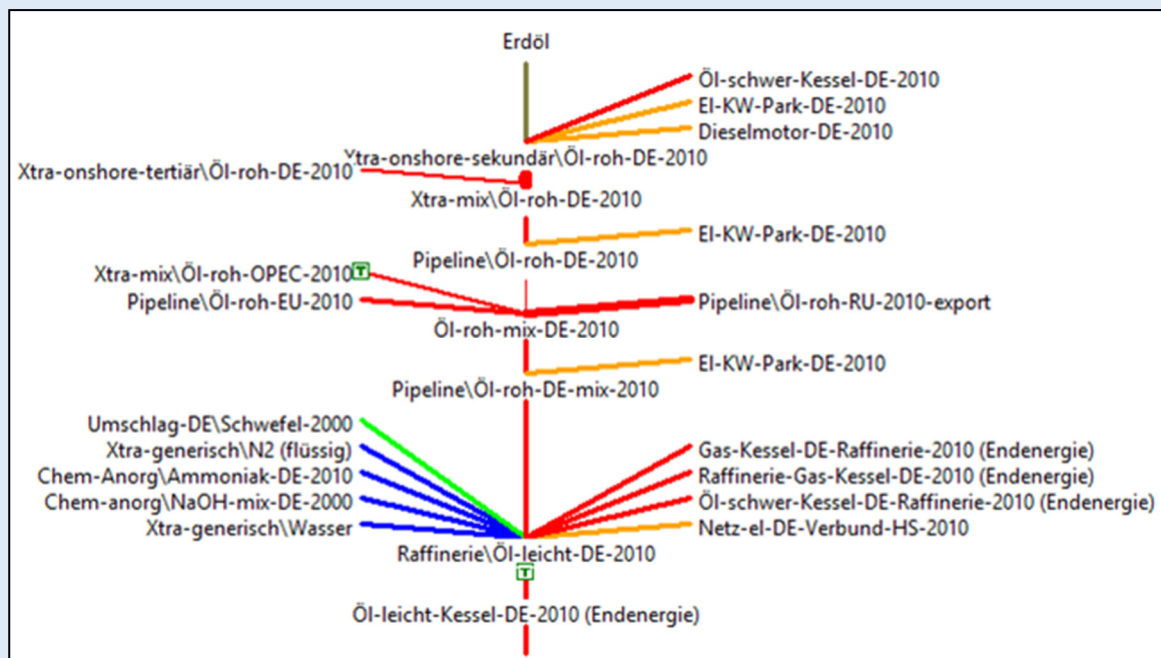 Erdöl
Öl-schwer-Kessel-DE-2010
El-KW-Park-DE-2010
Dieselmotor-DE-2010
Xtra-onshore-sekundär\Öl-roh-DE-2010
Xtra-onshore-tertiär\Öl-roh-DE-2010
Xtra-mix\Öl-roh-DE-2010
El-KW-Park-DE-2010
Pipeline\Öl-roh-DE-2010
Xtra-mix\Öl-roh-OPEC-2010
T
Pipeline\Öl-roh-EU-2010
Pipeline\Öl-roh-RU-2010-export
Öl-roh-mix-DE-2010
El-KW-Park-DE-2010
Pipeline\Öl-roh-DE-mix-2010
Umschlag-DE\Schwefel-2000
Xtra-generisch\N2 (flüssig)
Chem-Anorg\Ammoniak-DE-2010
Chem-anorg\NaOH-mix-DE-2000
Xtra-generisch\Wasser
Gas-Kessel-DE-Raffinerie-2010 (Endenergie)
Raffinerie-Gas-Kessel-DE-2010 (Endenergie)
Öl-schwer-Kessel-DE-Raffinerie-2010 (Endenergie)
Netz-el-DE-Verbund-HS-2010
Raffinerie\Öl-leicht-DE-2010
T
Öl-leicht-Kessel-DE-2010 (Endenergie)